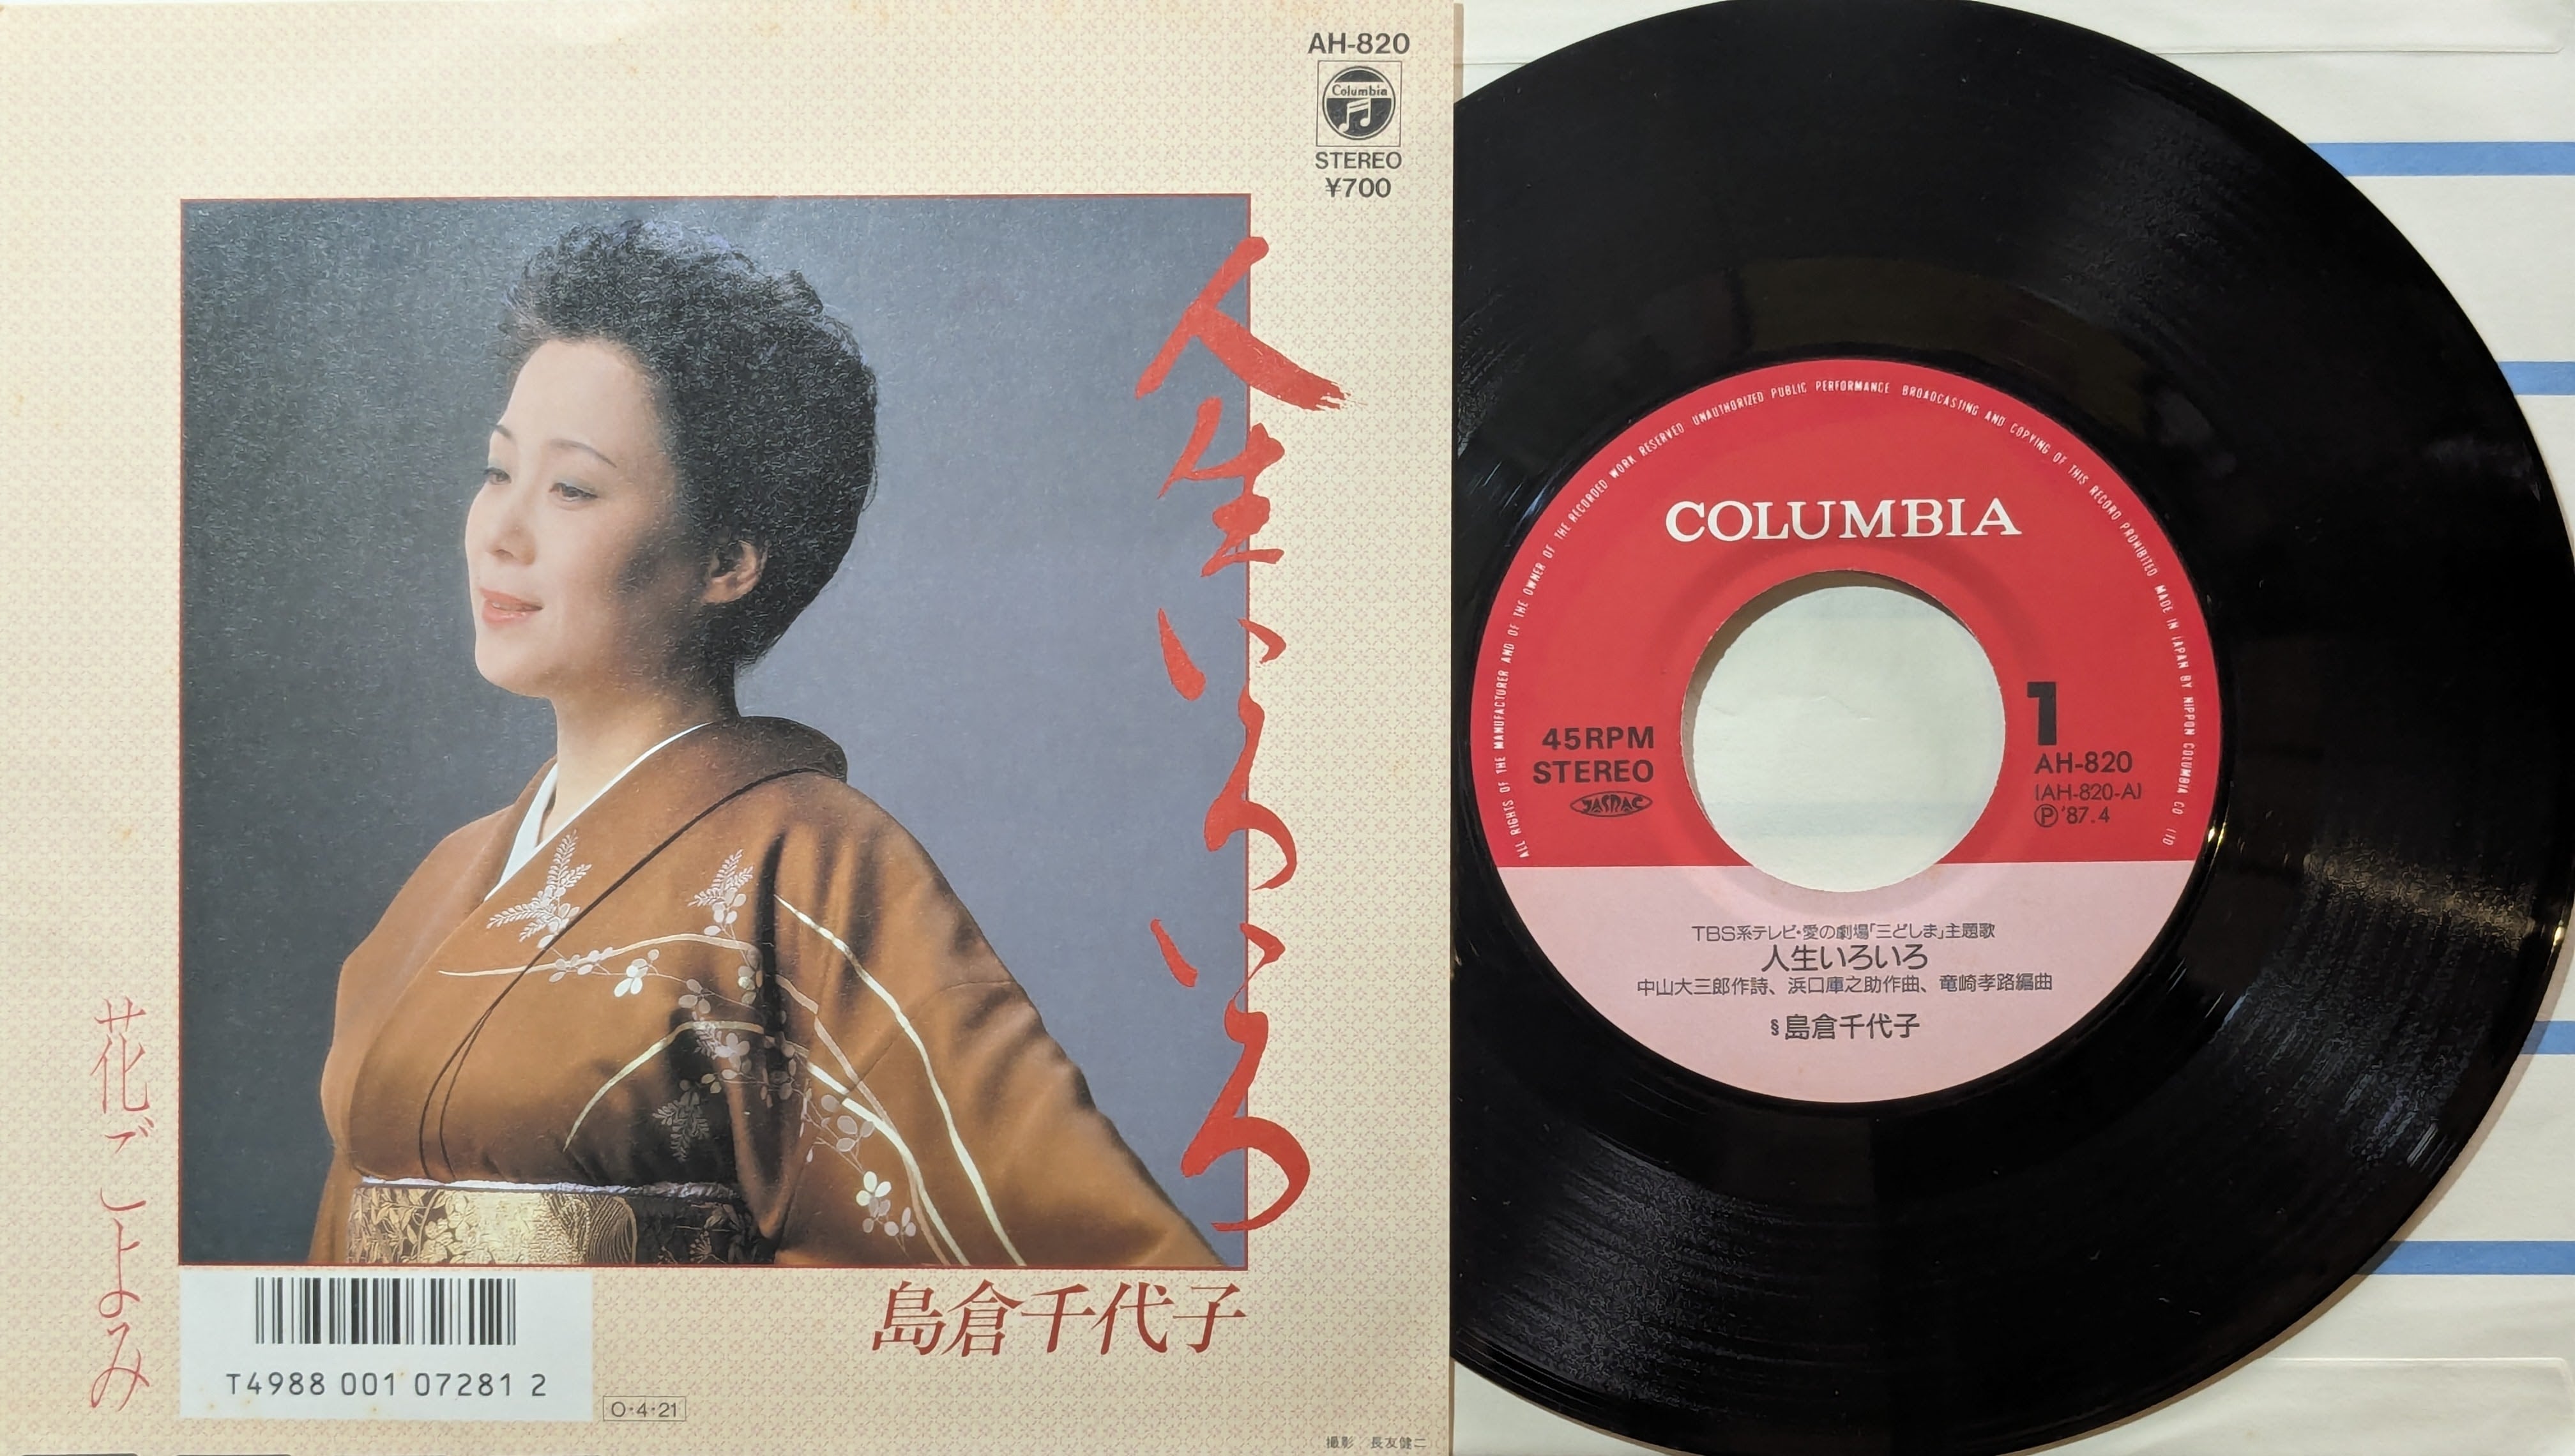 AH-820
Columbia
STEREO
¥700
人生いろいろ
花ごよみ
島倉千代子
T4988 001 07281 2
O・4・21
撮影 長友健二
ALL RIGHTS OF THE MANUFACTURER AND OF THE OWNER OF THE RECORDED WORK RESERVED UNAUTHORIZED PUBLIC PERFORMANCE BROADCASTING AND COPYING OF THIS RECORD PROHIBITED MADE IN JAPAN BY NIPPON COLUMBIA CO LTD
COLUMBIA
45RPM
STEREO
JASRAC
1
AH-820
(AH-820-A)
Ⓟ'87.4
TBS系テレビ・愛の劇場「三どしま」主題歌
人生いろいろ
中山大三郎作詩、浜口庫之助作曲、竜崎孝路編曲
§島倉千代子